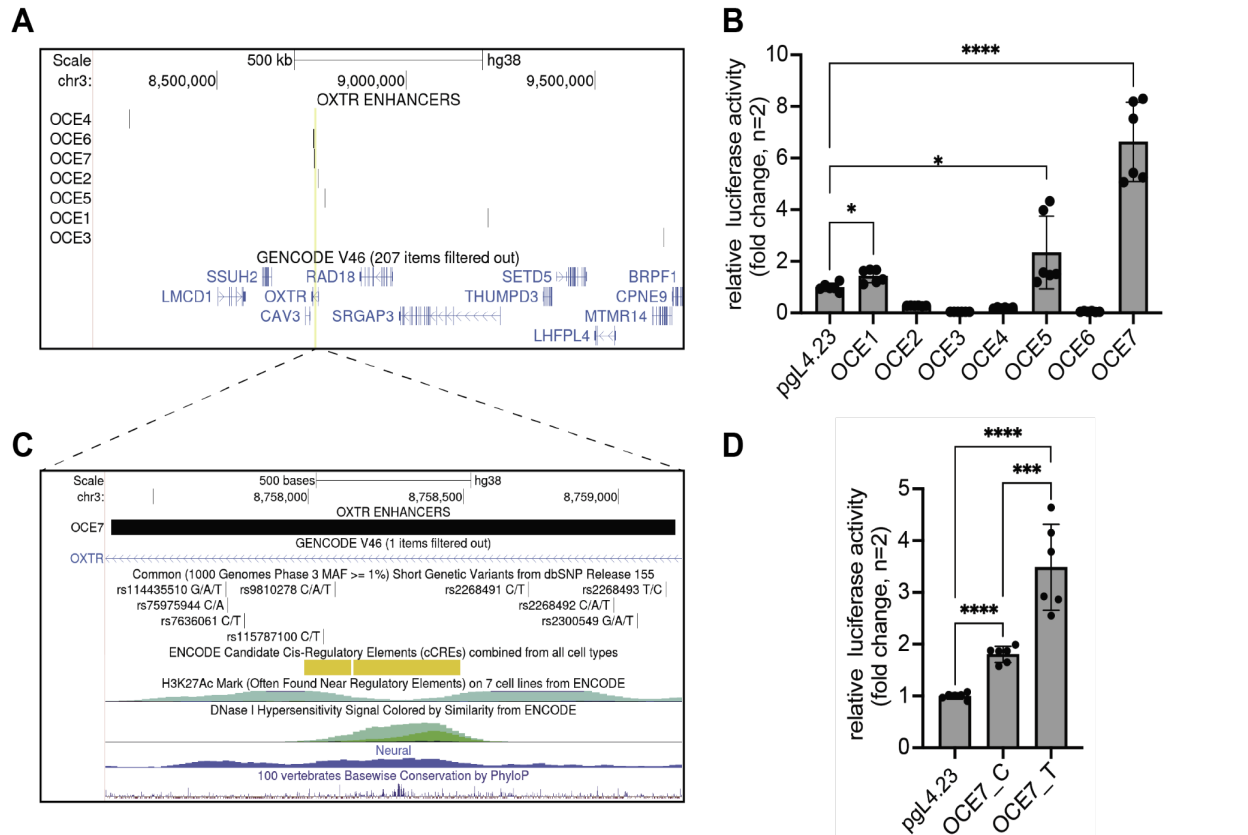 A
Scale 500 kb hg38
chr3: 8,500,000 9,000,000 9,500,000
OXTR ENHANCERS
OCE4
OCE6
OCE7
OCE2
OCE5
OCE1
OCE3
GENCODE V46 (207 items filtered out)
SSUH2 RAD18 SETD5 BRPF1
LMCD1 OXTR THUMPD3 CPNE9
CAV3 SRGAP3 MTMR14
LHFPL4
B
relative luciferase activity
(fold change, n=2)
10
8
6
4
2
0
****
*
*
pgL4.23
OCE1
OCE2
OCE3
OCE4
OCE5
OCE6
OCE7
C
Scale 500 bases hg38
chr3: 8,758,000 8,758,500 8,759,000
OXTR ENHANCERS
OCE7
GENCODE V46 (1 items filtered out)
OXTR
Common (1000 Genomes Phase 3 MAF >= 1%) Short Genetic Variants from dbSNP Release 155
rs114435510 G/A/T rs9810278 C/A/T rs2268491 C/T rs2268493 T/C
rs75975944 C/A rs2268492 C/A/T
rs7636061 C/T rs2300549 G/A/T
rs115787100 C/T
ENCODE Candidate Cis-Regulatory Elements (cCREs) combined from all cell types
H3K27Ac Mark (Often Found Near Regulatory Elements) on 7 cell lines from ENCODE
DNase I Hypersensitivity Signal Colored by Similarity from ENCODE
Neural
100 vertebrates Basewise Conservation by PhyloP
D
relative luciferase activity
(fold change, n=2)
5
4
3
2
1
0
****
***
****
pgL4.23
OCE7_C
OCE7_T